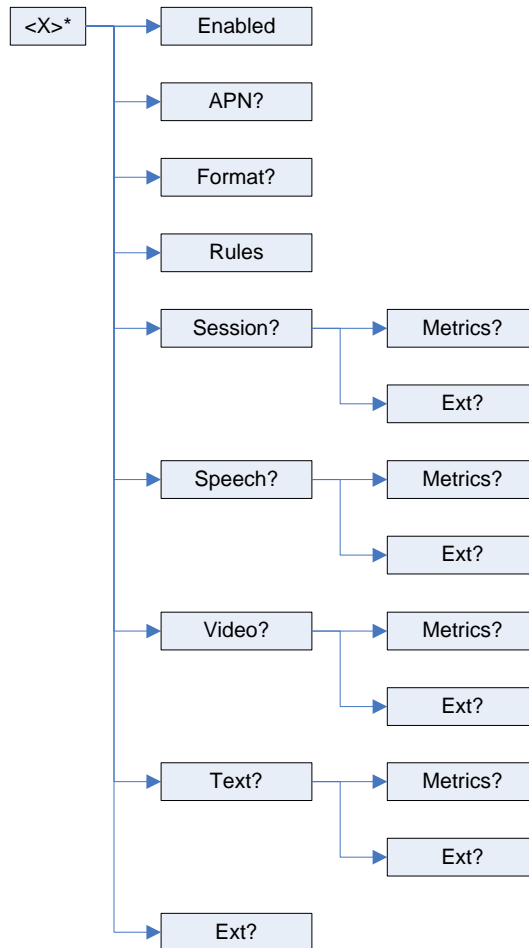 <X>*
Enabled
APN?
Format?
Rules
Session?
Metrics?
Ext?
Speech?
Metrics?
Ext?
Video?
Metrics?
Ext?
Text?
Metrics?
Ext?
Ext?